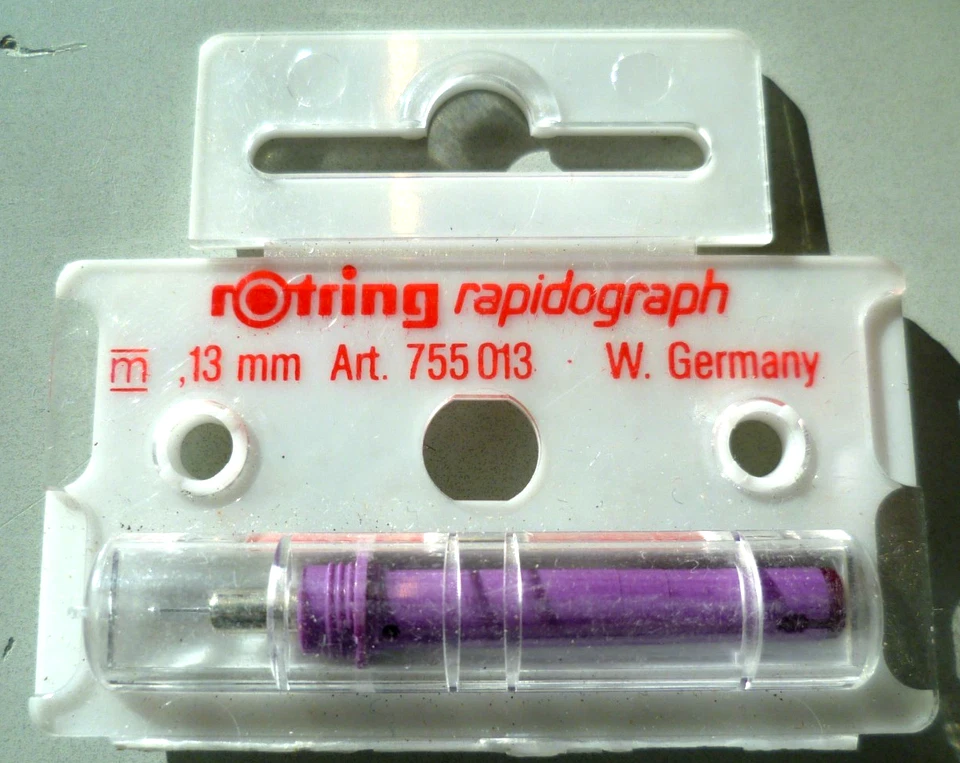 rotring rapidograph
m ,13 mm Art. 755 013 · W. Germany